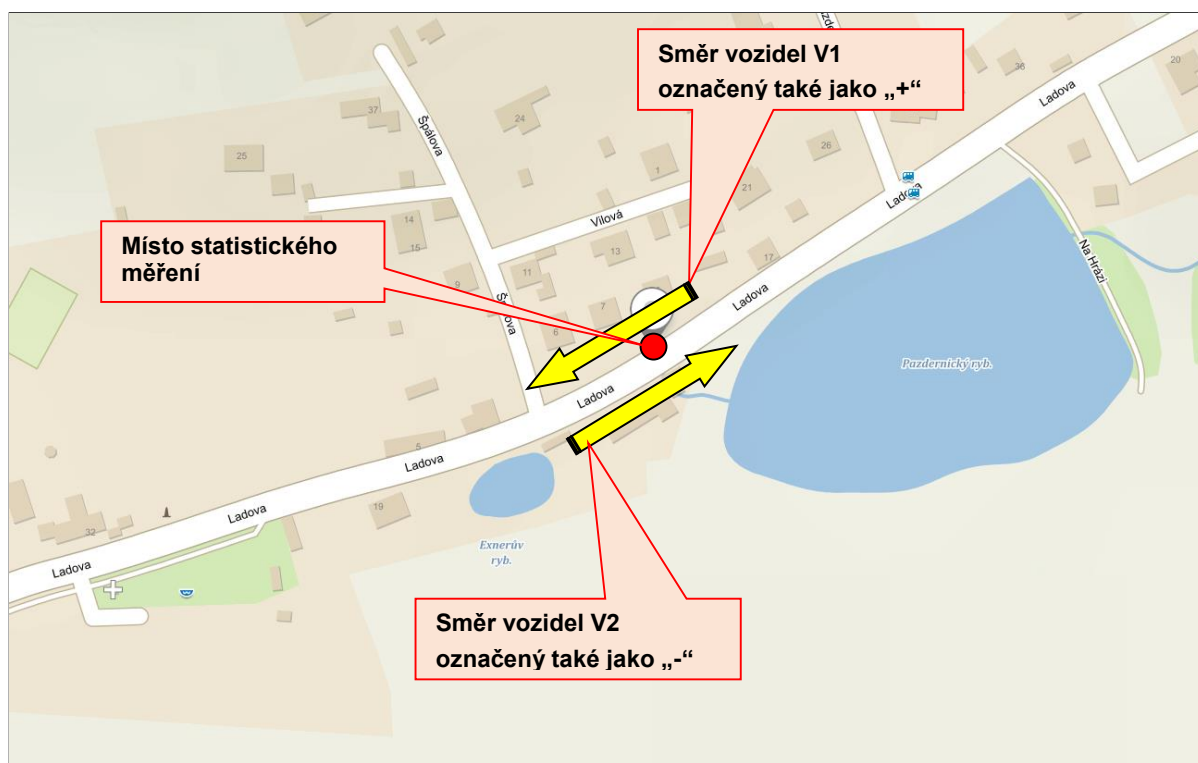 Směr vozidel V1
označený také jako „+“
36
20
Ladova
37
24
Špálova
25
1
26
21
Ladova
14
15
Vílová
Místo statistického
měření
13
17
Na Hrázi
11
9
Ladova
7
6
Pazdernický ryb.
Ladova
5
Ladova
19
Ladova
32
Exnerův
ryb.
Ladova
Směr vozidel V2
označený také jako „-“